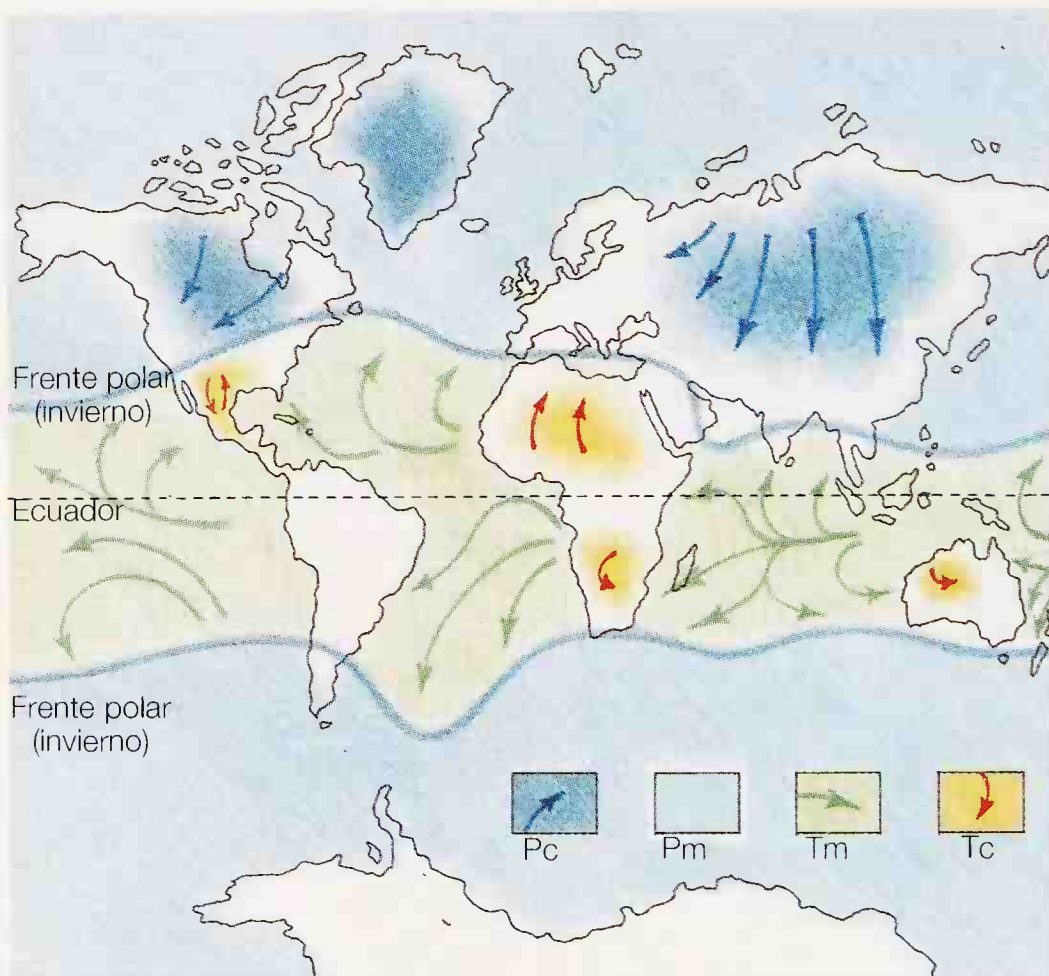 Frente polar
(invierno)
Ecuador
Frente polar
(invierno)
Pc
Pm
Tm
Tc